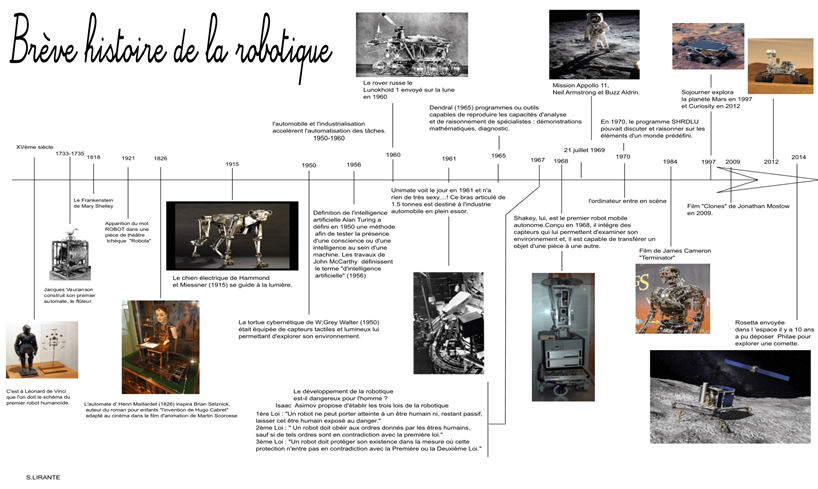 Brève histoire de la robotique
Le rover russe le
Lunokhold 1 envoyé sur la lune
en 1960
Mission Appollo 11,
Neil Armstrong et Buzz Aldrin.
Sojourner explora
la planète Mars en 1997
et Curiosity en 2012
Dendral (1965) programmes ou outils
capables de reproduire les capacités d'analyse
et de raisonnement de spécialistes : démonstrations
mathématiques, diagnostic.
l'automobile et l'industrialisation
accelèrent l'automatisation des tâches.
1950-1960
En 1970, le programme SHRDLU
pouvait discuter et raisonner sur les
éléments d'un monde prédéfini.
XVème siècle
1733-1735
1818
1921
1826
1915
1950
1956
1960
1961
1965
1967
1968
21 juillet 1969
1970
1984
1997
2009
2012
2014
Le Frankenstein
de Mary Shelley
Apparition du mot
ROBOT dans une
pièce de théâtre
tchèque "Robota"
Jacques Vaucanson
construit son premier
automate, le flûteur.
C'est à Léonard de Vinci
que l'on doit le schéma du
premier robot humanoïde.
L'automate d' Henri Maillardet (1826) inspira Brian Selznick,
auteur du roman pour enfants "l'Invention de Hugo Cabret"
adapté au cinéma dans le film d'animation de Martin Scorcese
Le chien électrique de Hammond
et Miessner (1915) se guide à la lumière.
Définition de l'intelligence
artificielle Alan Turing a
défini en 1950 une méthode
afin de tester la présence
d'une conscience ou d'une
intelligence au sein d'une
machine. Les travaux de
John McCarthy définissent
le terme "d'intelligence
artificielle" (1956)
La tortue cybernétique de W;Grey Walter (1950)
était équipée de capteurs tactiles et lumineux lui
permettant d'explorer son environnement.
Unimate voit le jour en 1961 et n'a
rien de très sexy....! Ce bras articulé de
1.5 tonnes est destiné à l'industrie
automobile en plein essor.
Le développement de la robotique
est-il dangereux pour l'homme ?
Isaac Asimov propose d'établir les trois lois de la robotique
1ère Loi : "Un robot ne peut porter atteinte à un être humain ni, restant passif,
laisser cet être humain exposé au danger."
2ème Loi : " Un robot doit obéir aux ordres donnés par les êtres humains,
sauf si de tels ordres sont en contradiction avec la première loi."
3ème Loi : "Un robot doit protéger son existence dans la mesure où cette
protection n'entre pas en contradiction avec la Première ou la Deuxième Loi."
Shakey, lui, est le premier robot mobile
autonome.Conçu en 1968, il intégre des
capteurs qui lui permettent d'examiner son
environnement et, il est capable de transférer un
objet d'une pièce à une autre.
l'ordinateur entre en scène
Film de James Cameron
"Terminator"
Film "Clones" de Jonathan Mostow
en 2009.
Rosetta envoyée
dans l 'espace il y a 10 ans
a pu déposer Philae pour
explorer une comette.
S.LIRANTE